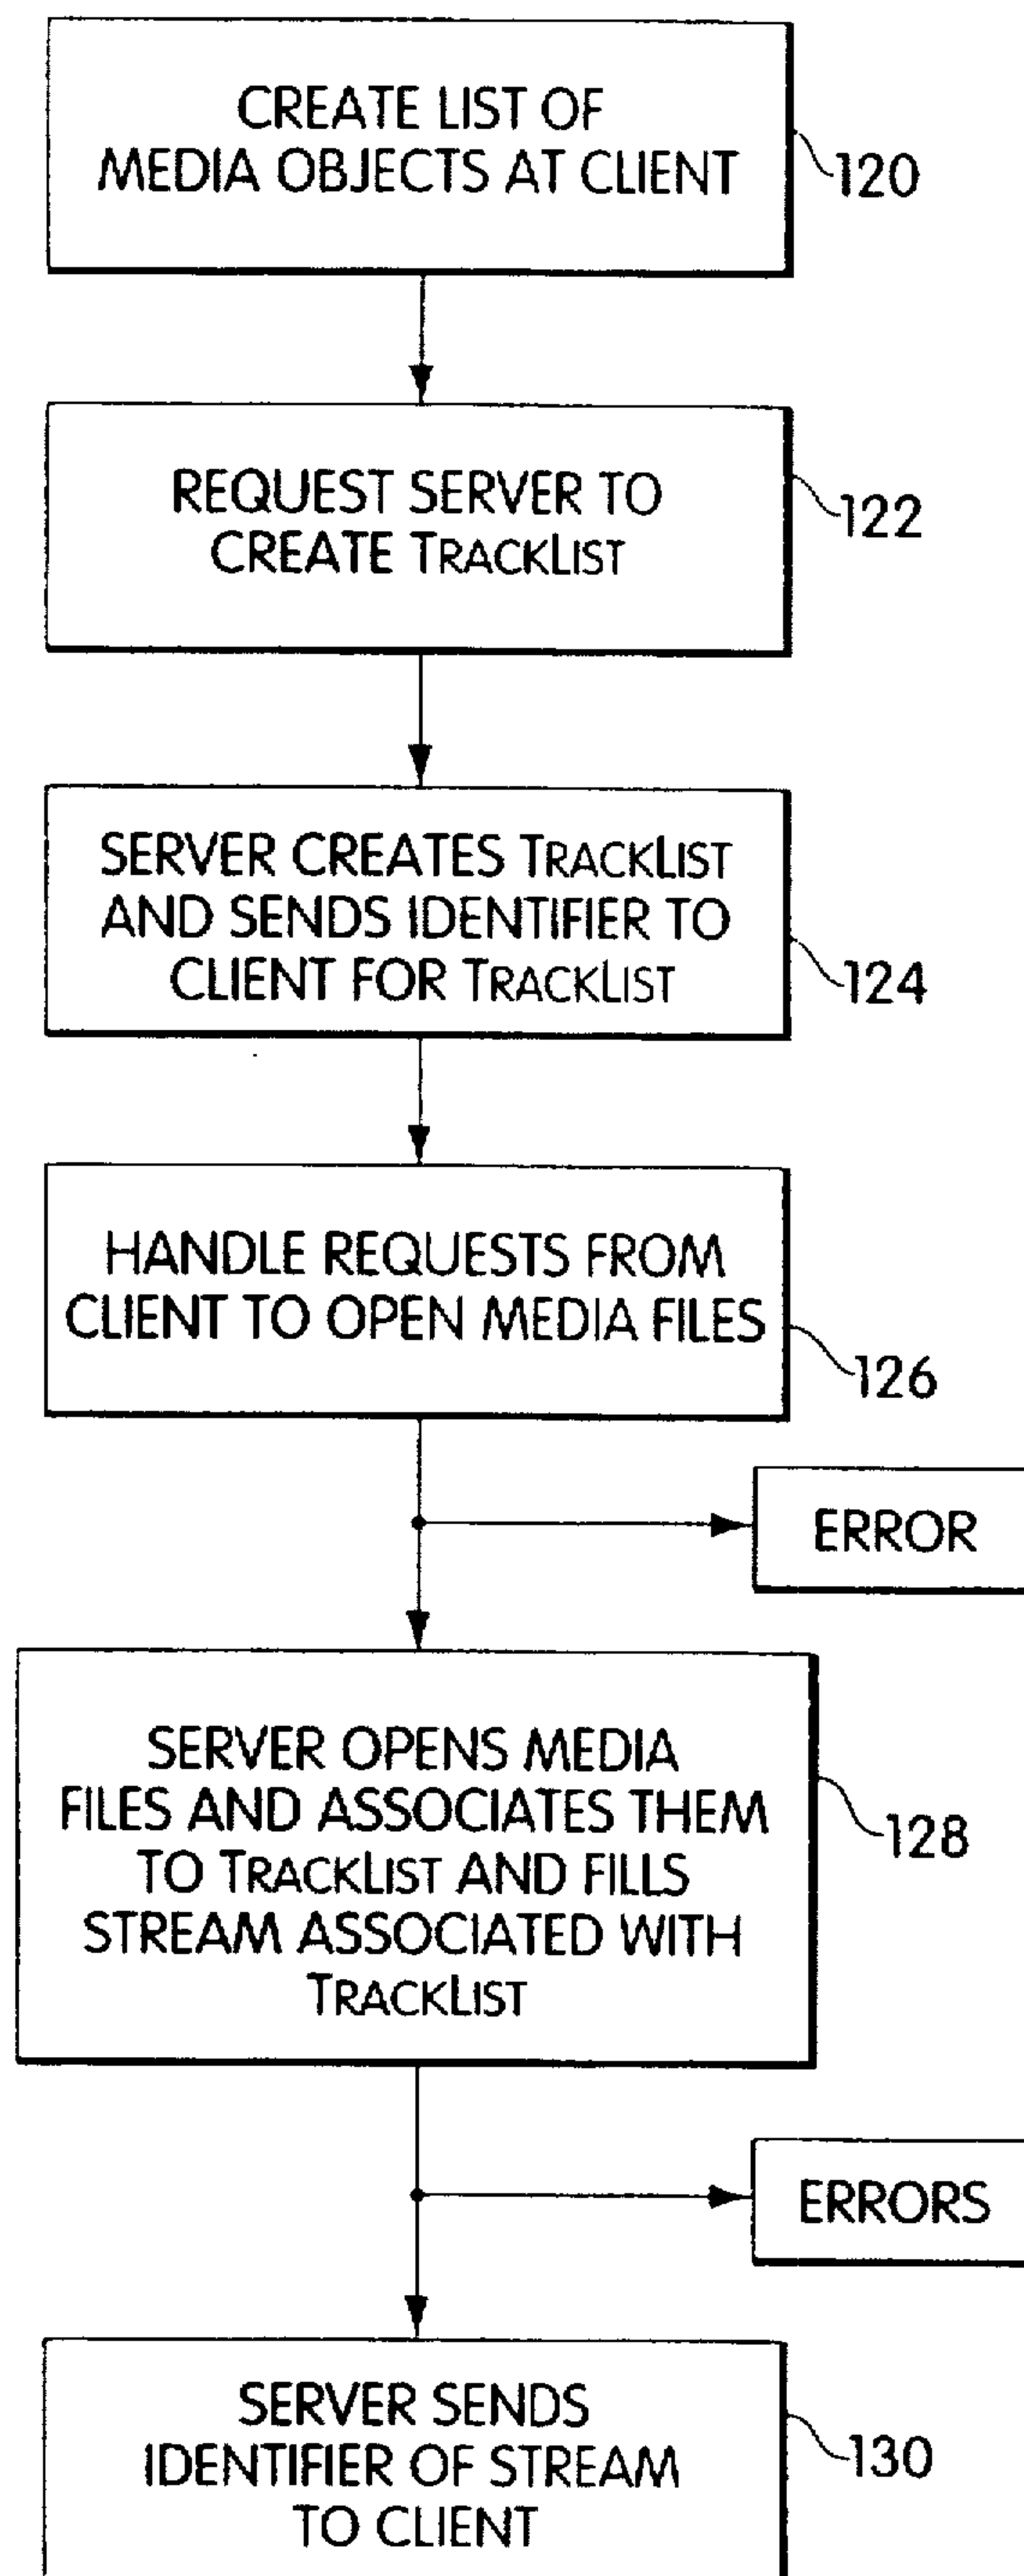 CREATE LIST OF
MEDIA OBJECTS AT CLIENT
120
REQUEST SERVER TO
CREATE TRACKLIST
122
SERVER CREATES TRACKLIST
AND SENDS IDENTIFIER TO
CLIENT FOR TRACKLIST
124
HANDLE REQUESTS FROM
CLIENT TO OPEN MEDIA FILES
126
ERROR
SERVER OPENS MEDIA
FILES AND ASSOCIATES THEM
TO TRACKLIST AND FILLS
STREAM ASSOCIATED WITH
TRACKLIST
128
ERRORS
SERVER SENDS
IDENTIFIER OF STREAM
TO CLIENT
130